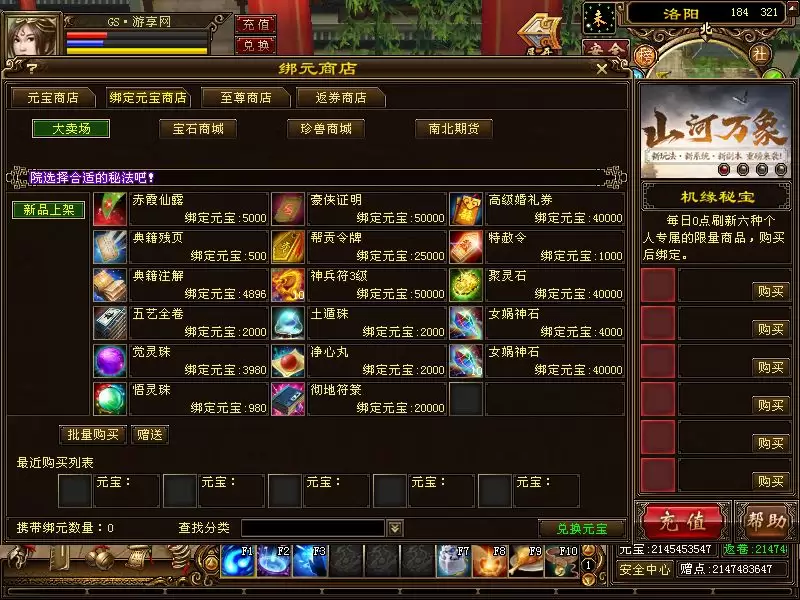 GS·游享网
充值
兑换
未
洛阳
184 321
北
安全
榜
社
?
绑元商店
×
元宝商店
绑定元宝商店
至尊商店
返券商店
大卖场
宝石商城
珍兽商城
南北期货
院选择合适的秘法吧!
新品上架
赤霞仙露
绑定元宝:5000
豪侠证明
绑定元宝:50000
高级婚礼券
绑定元宝:40000
典籍残页
绑定元宝:500
帮贡令牌
绑定元宝:25000
特赦令
绑定元宝:1000
典籍注解
绑定元宝:4896
神兵符3级
绑定元宝:50000
10
聚灵石
绑定元宝:40000
五艺全卷
绑定元宝:2000
土遁珠
绑定元宝:2000
女娲神石
绑定元宝:4000
觉灵珠
绑定元宝:3980
净心丸
绑定元宝:2000
女娲神石
绑定元宝:40000
10
悟灵珠
绑定元宝:980
彻地符箓
绑定元宝:20000
批量购买
赠送
最近购买列表
元宝:
元宝:
元宝:
元宝:
元宝:
携带绑元数量:0
查找分类
兑换元宝
山河万象
新玩法·新系统·新副本 重磅来袭!
机缘秘宝
每日0点刷新六种个
人专属的限量商品，购买
后绑定。
购买
购买
购买
购买
购买
购买
充值
帮助
F1
F2
F3
F7
F8
F9
F10
1
元宝:2145453547
返卷:21474
安全中心
赠点:2147483647